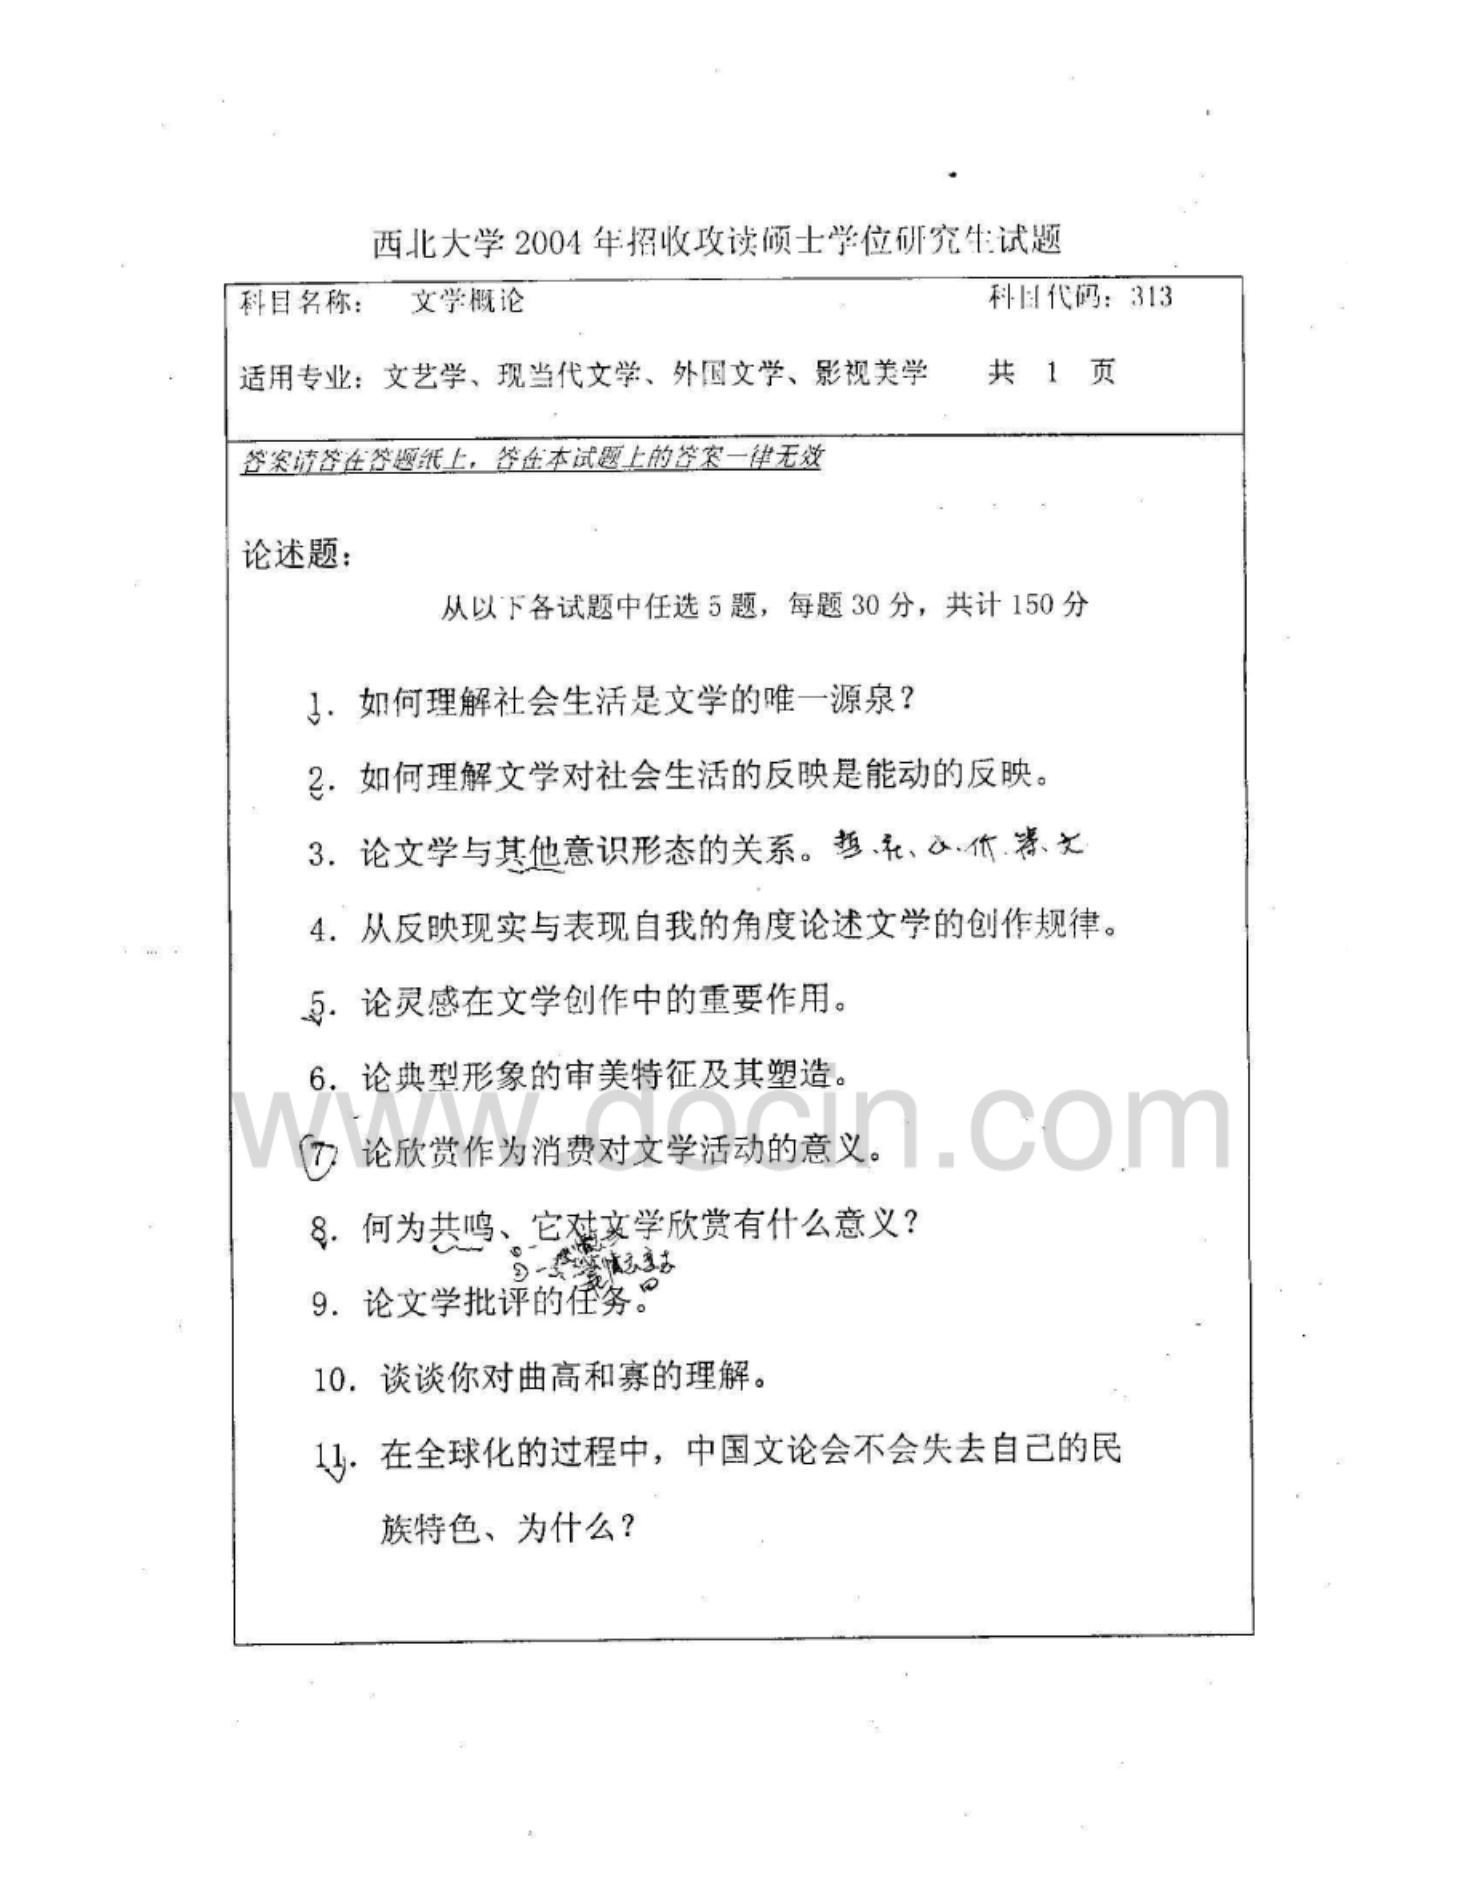 西北大学 2004 年招收攻读硕士学位研究生试题
科目名称： 文学概论 科目代码：313
适用专业：文艺学、现当代文学、外国文学、影视美学 共 1 页
答案请答在答题纸上，答在本试题上的答案一律无效
论述题：
从以下各试题中任选 5 题，每题 30 分，共计 150 分
1. 如何理解社会生活是文学的唯一源泉？
2. 如何理解文学对社会生活的反映是能动的反映。
3. 论文学与其他意识形态的关系。
4. 从反映现实与表现自我的角度论述文学的创作规律。
5. 论灵感在文学创作中的重要作用。
6. 论典型形象的审美特征及其塑造。
www.docin.com
7. 论欣赏作为消费对文学活动的意义。
8. 何为共鸣、它对文学欣赏有什么意义？
9. 论文学批评的任务。
10. 谈谈你对曲高和寡的理解。
11. 在全球化的过程中，中国文论会不会失去自己的民
族特色、为什么？